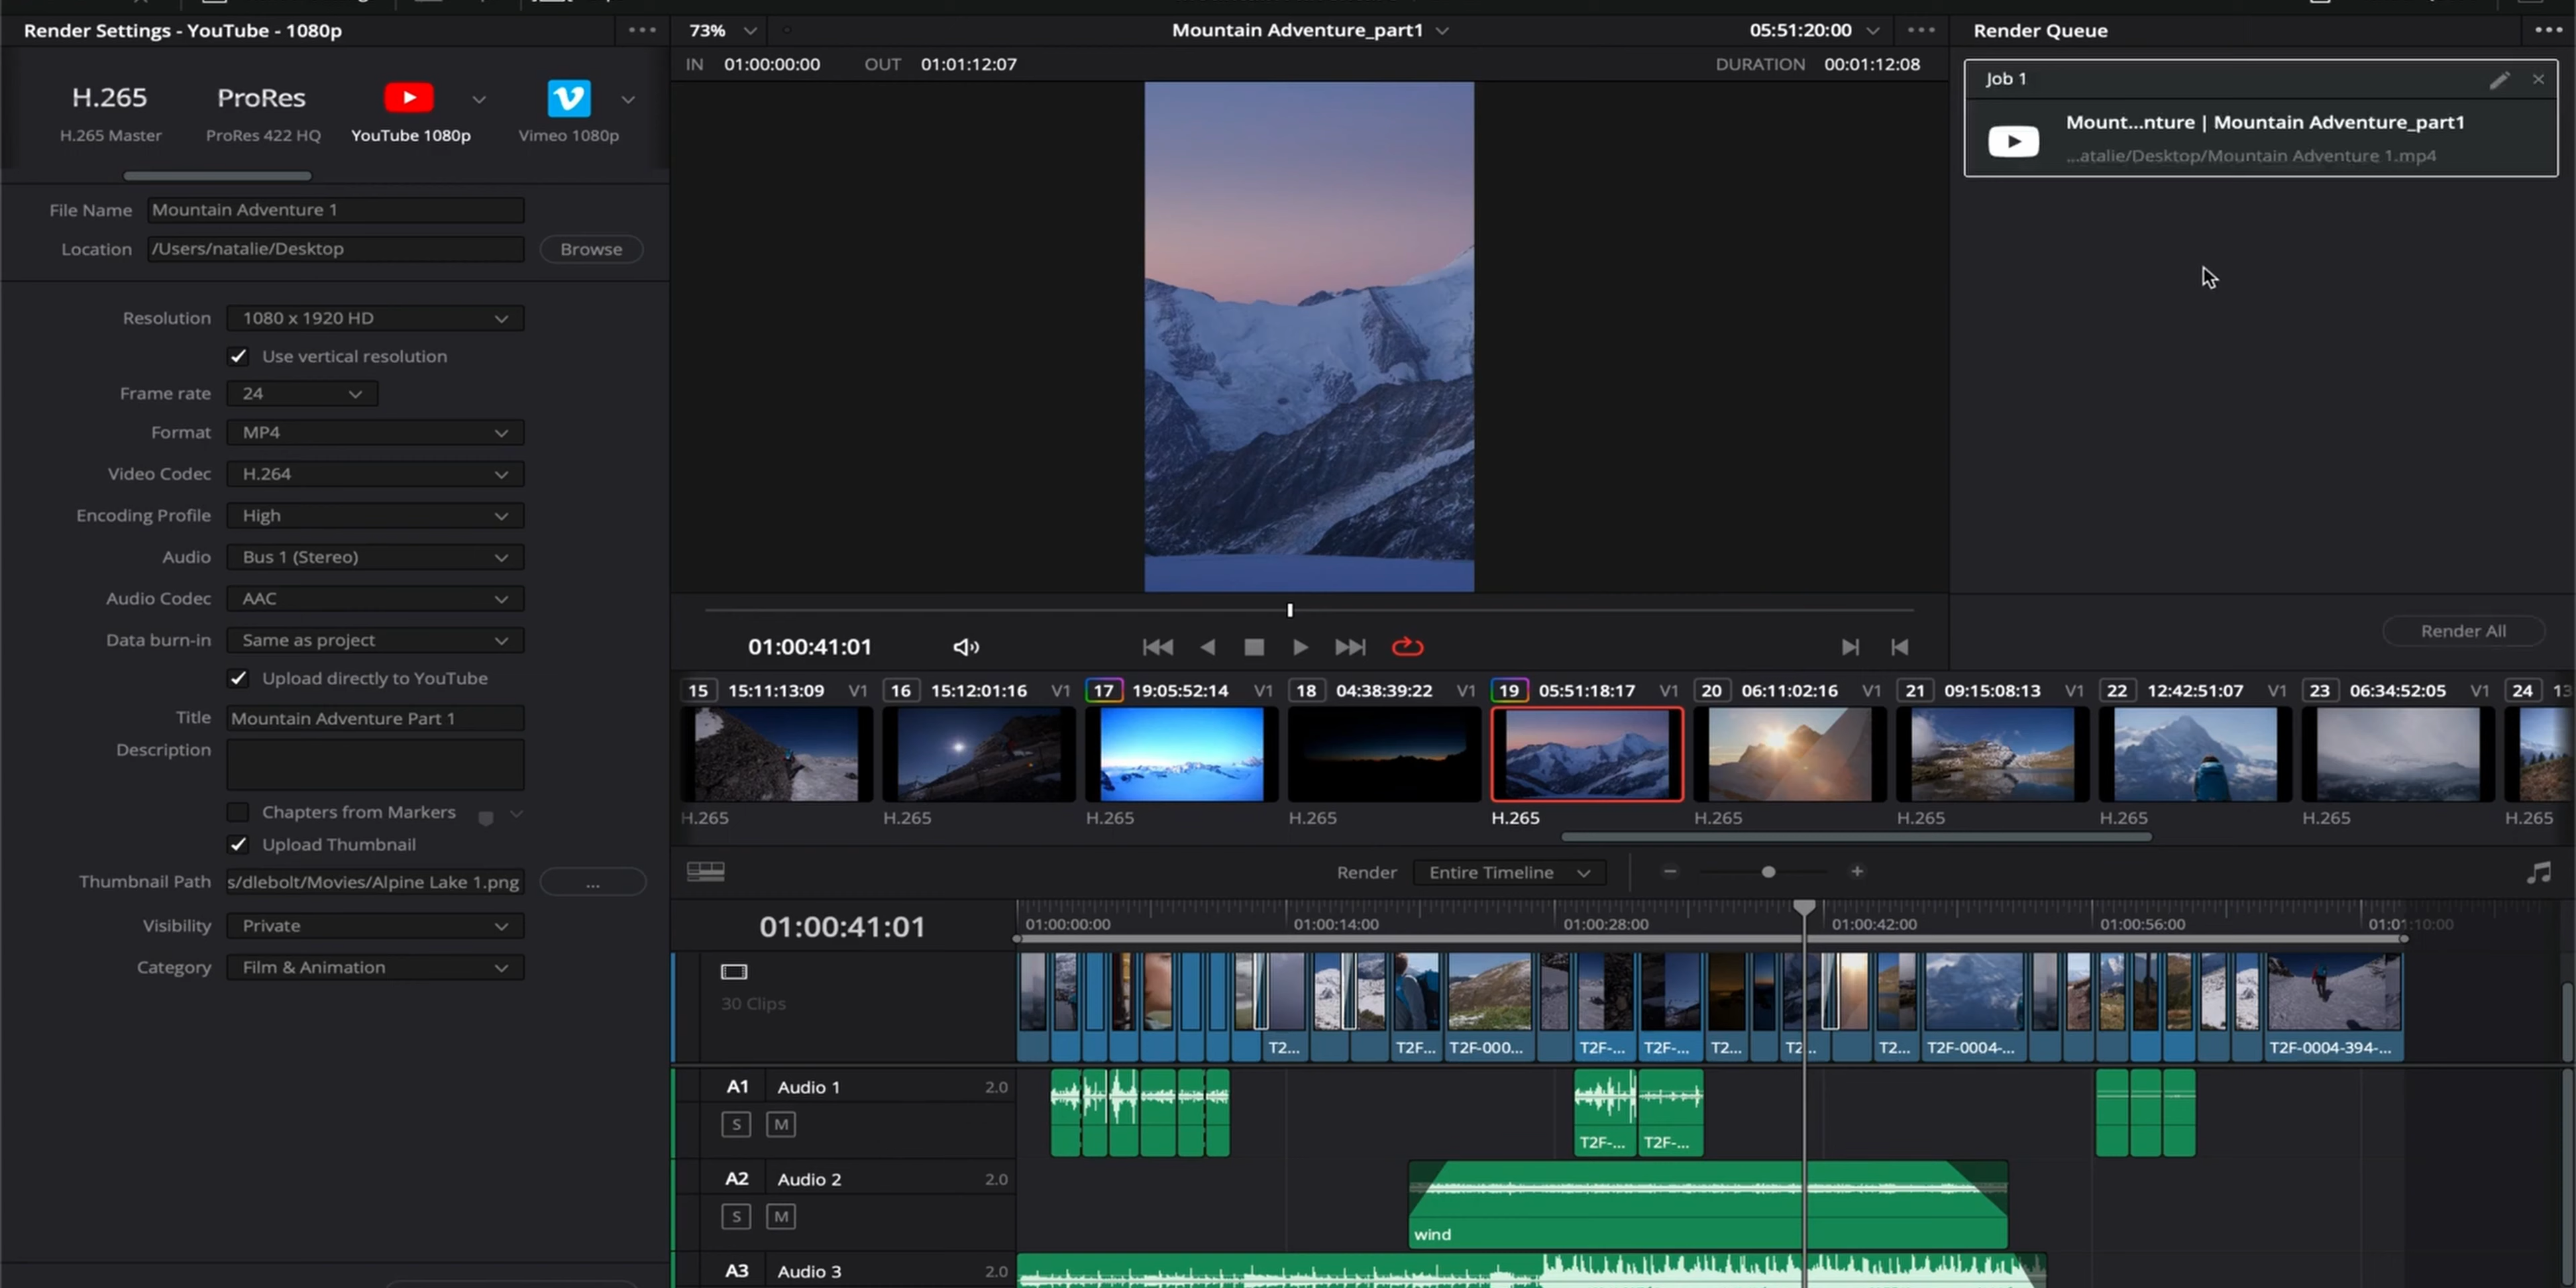 Render Settings - YouTube - 1080p
73%
Mountain Adventure_part1
05:51:20:00
Render Queue
IN 01:00:00:00 OUT 01:01:12:07
DURATION 00:01:12:08
H.265
ProRes
H.265 Master
ProRes 422 HQ
YouTube 1080p
Vimeo 1080p
Job 1
Mount...nture | Mountain Adventure_part1
...atalie/Desktop/Mountain Adventure 1.mp4
File Name Mountain Adventure 1
Location /Users/natalie/Desktop Browse
Resolution 1080 x 1920 HD
Use vertical resolution
Frame rate 24
Format MP4
Video Codec H.264
Encoding Profile High
Audio Bus 1 (Stereo)
Audio Codec AAC
Data burn-in Same as project
Upload directly to YouTube
Title Mountain Adventure Part 1
Description
Chapters from Markers
Upload Thumbnail
Thumbnail Path s/dlebolt/Movies/Alpine Lake 1.png ...
Visibility Private
Category Film & Animation
01:00:41:01
Render All
15 15:11:13:09 V1
16 15:12:01:16 V1
17 19:05:52:14 V1
18 04:38:39:22 V1
19 05:51:18:17 V1
20 06:11:02:16 V1
21 09:15:08:13 V1
22 12:42:51:07 V1
23 06:34:52:05 V1
24 13
H.265 H.265 H.265 H.265 H.265 H.265 H.265 H.265 H.265 H.265
Render Entire Timeline
01:00:41:01
01:00:00:00 01:00:14:00 01:00:28:00 01:00:42:00 01:00:56:00 01:01:10:00
30 Clips
T2... T2F... T2F-000... T2F-... T2F-... T2... T2... T2... T2F-0004-... T2F-0004-394-...
A1 Audio 1 2.0
S M
T2F-... T2F-...
A2 Audio 2 2.0
S M
wind
A3 Audio 3 2.0